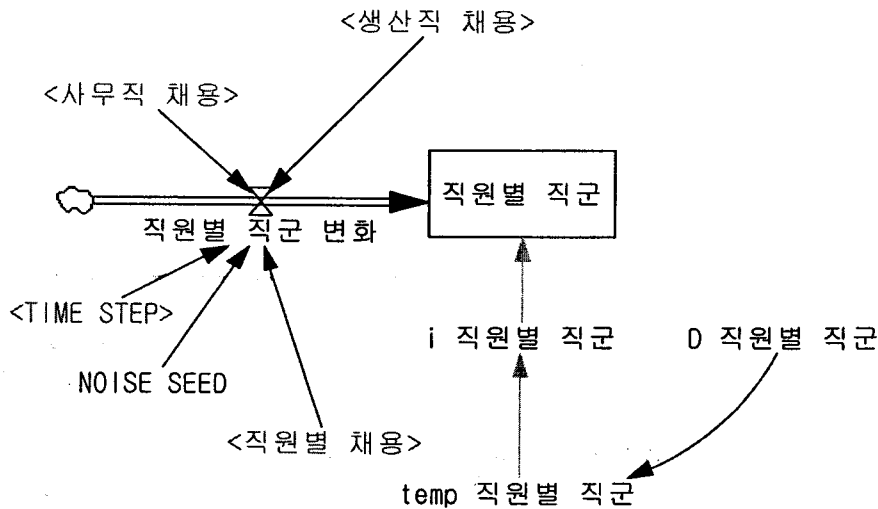 <생산직 채용>
<사무직 채용>
직원별 직군
직원별 직군 변화
<TIME STEP>
i 직원별 직군
D 직원별 직군
NOISE SEED
<직원별 채용>
temp 직원별 직군